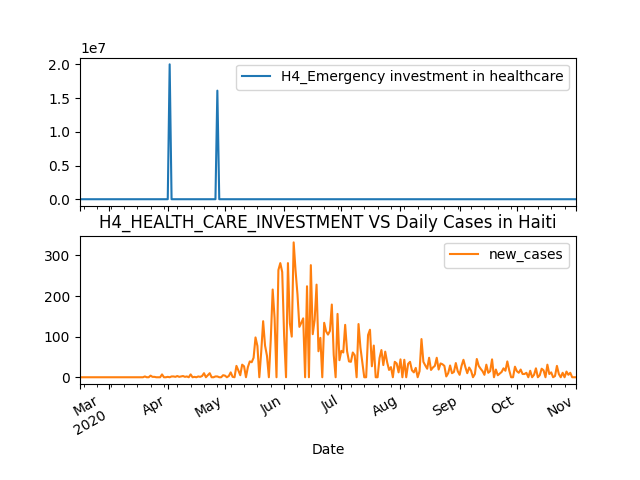 1e7
2.0
1.5
1.0
0.5
0.0
H4_Emergency investment in healthcare
H4_HEALTH_CARE_INVESTMENT VS Daily Cases in Haiti
300
200
100
0
new_cases
Mar
2020
Apr
May
Jun
Jul
Aug
Sep
Oct
Nov
Date